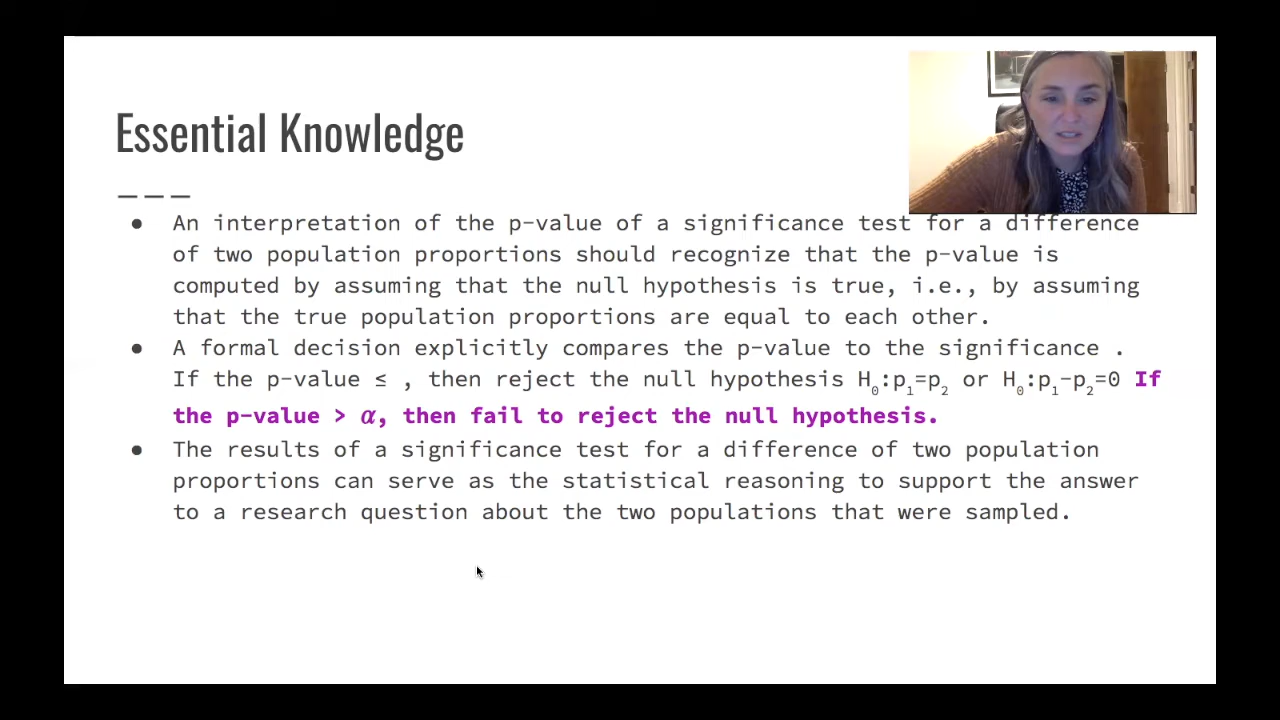 Essential Knowledge
● An interpretation of the p-value of a significance test for a difference
of two population proportions should recognize that the p-value is
computed by assuming that the null hypothesis is true, i.e., by assuming
that the true population proportions are equal to each other.
● A formal decision explicitly compares the p-value to the significance .
If the p-value ≤ , then reject the null hypothesis H₀:p₁=p₂ or H₀:p₁-p₂=0 If
the p-value > α, then fail to reject the null hypothesis.
● The results of a significance test for a difference of two population
proportions can serve as the statistical reasoning to support the answer
to a research question about the two populations that were sampled.